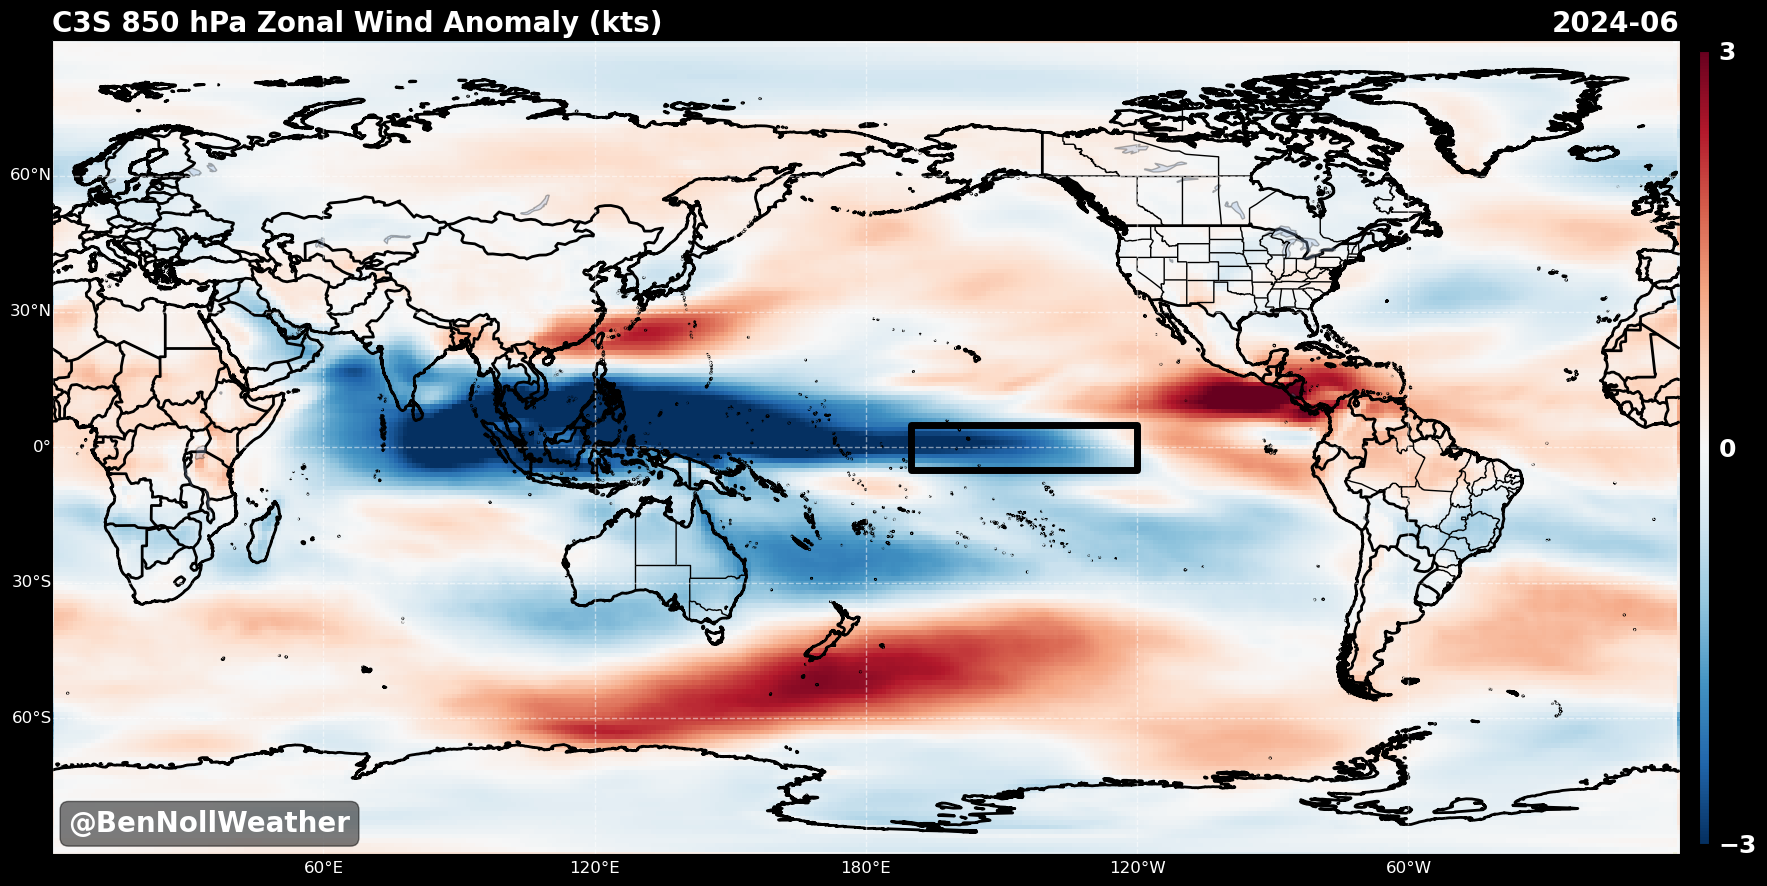 C3S 850 hPa Zonal Wind Anomaly (kts)
2024-06
3
60°N
30°N
0°
0
30°S
60°S
−3
@BenNollWeather
60°E
120°E
180°E
120°W
60°W